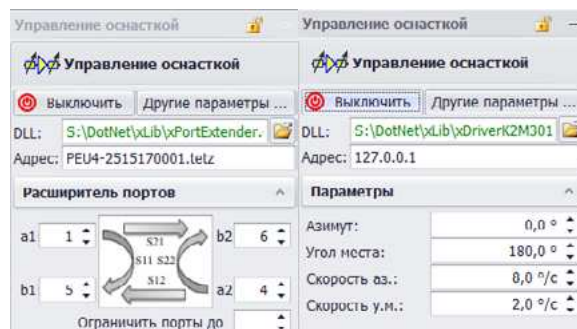 Управление оснасткой
Управление оснасткой
Выключить Другие параметры ...
DLL: S:\DotNet\xLib\xPortExtender.
Адрес: PEU4-2515170001.letz
Расширитель портов
a1 1 S21 b2 6
S11 S22
b1 5 S12 a2 4
Ограничить порты до
Управление оснасткой
Управление оснасткой
Выключить Другие параметры ...
DLL: S:\DotNet\xLib\xDriverK2M301
Адрес: 127.0.0.1
Параметры
Азимут: 0,0 °
Угол места: 180,0 °
Скорость аз.: 8,0 °/с
Скорость у.м.: 2,0 °/с